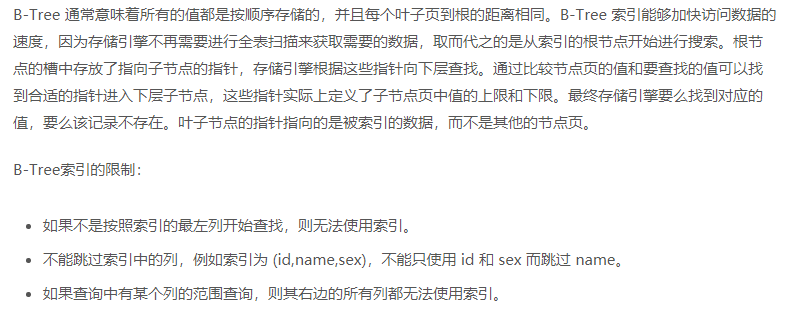 B-Tree 通常意味着所有的值都是按顺序存储的，并且每个叶子页到根的距离相同。B-Tree 索引能够加快访问数据的
速度，因为存储引擎不再需要进行全表扫描来获取需要的数据，取而代之的是从索引的根节点开始进行搜索。根节
点的槽中存放了指向子节点的指针，存储引擎根据这些指针向下层查找。通过比较节点页的值和要查找的值可以找
到合适的指针进入下层子节点，这些指针实际上定义了子节点页中值的上限和下限。最终存储引擎要么找到对应的
值，要么该记录不存在。叶子节点的指针指向的是被索引的数据，而不是其他的节点页。
B-Tree索引的限制：
• 如果不是按照索引的最左列开始查找，则无法使用索引。
• 不能跳过索引中的列，例如索引为 (id,name,sex)，不能只使用 id 和 sex 而跳过 name。
• 如果查询中有某个列的范围查询，则其右边的所有列都无法使用索引。